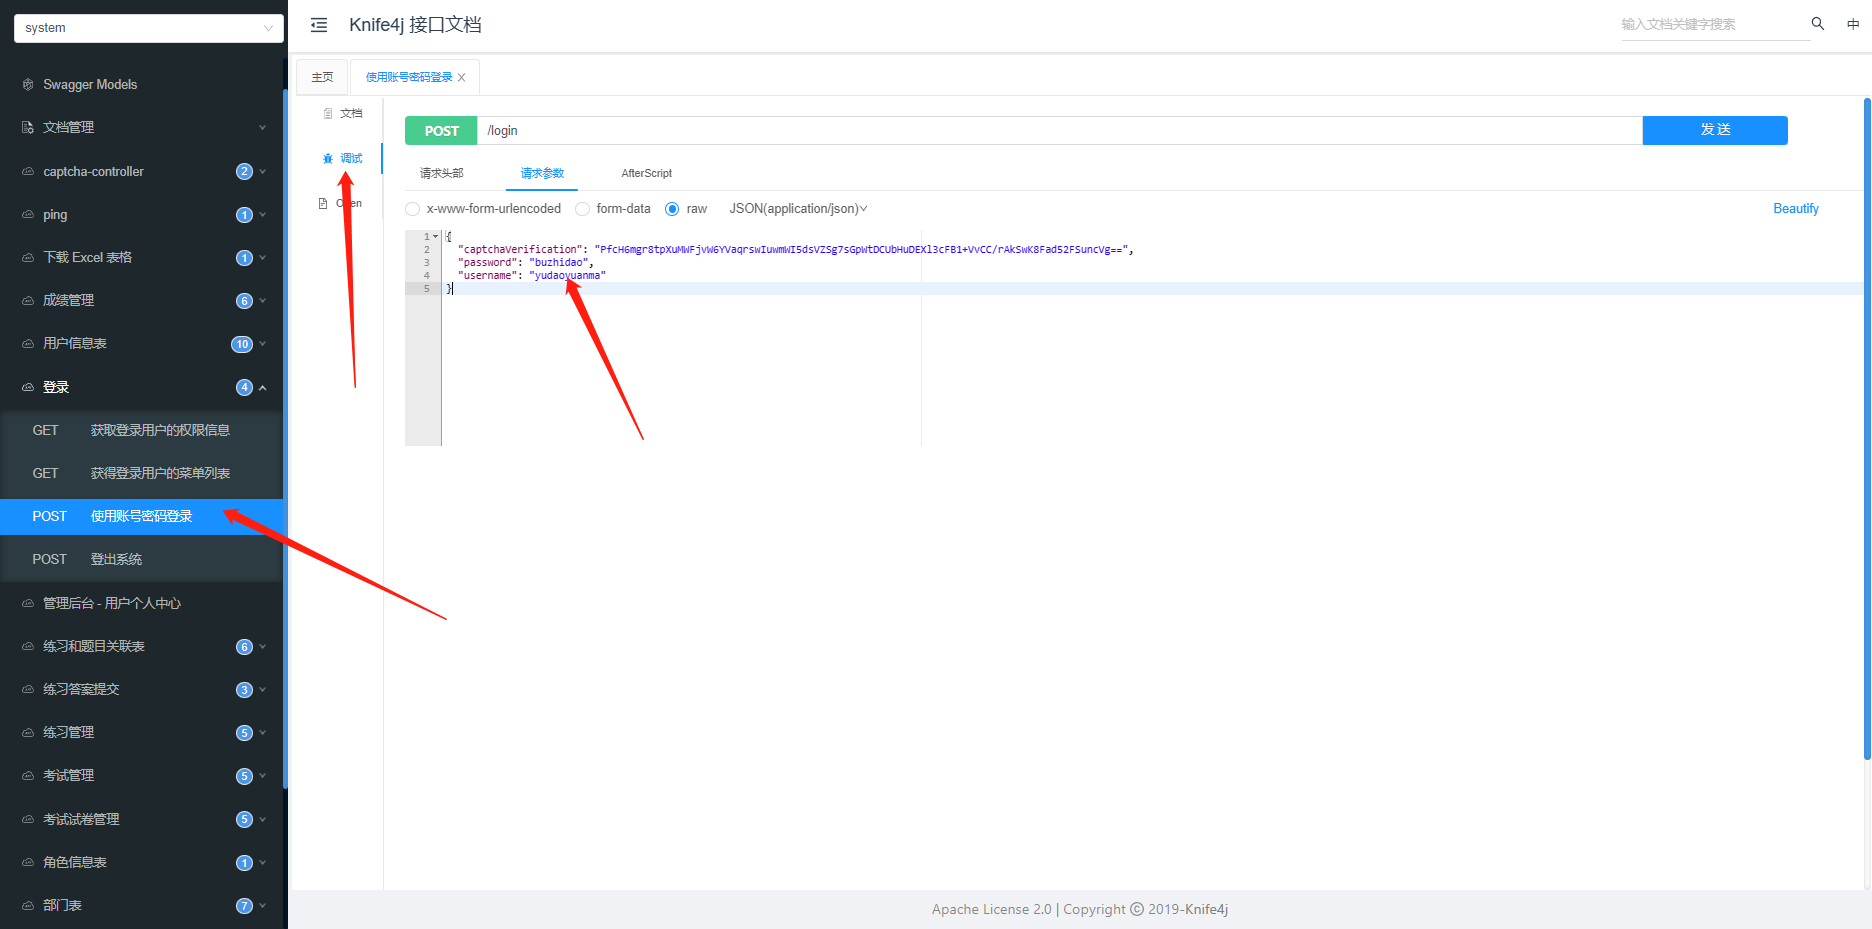 system
Swagger Models
文档管理
captcha-controller 2
ping 1
下载 Excel 表格 1
成绩管理 6
用户信息表 10
登录 4
GET 获取登录用户的权限信息
GET 获得登录用户的菜单列表
POST 使用账号密码登录
POST 登出系统
管理后台 - 用户个人中心
练习和题目关联表 6
练习答案提交 3
练习管理 5
考试管理 5
考试试卷管理 5
角色信息表 1
部门表 7
Knife4j 接口文档
输入文档关键字搜索 中
主页 使用账号密码登录
文档
调试
Open
POST /login 发 送
请求头部 请求参数 AfterScript
x-www-form-urlencoded form-data raw JSON(application/json) Beautify
1 {
2 "captchaVerification": "PfcH6mgr8tpXuMWFjvW6YVaqrswIuwmWI5dsVZSg7sGpWtDCUbHuDEXl3cFB1+VvCC/rAkSwK8Fad52FSuncVg==",
3 "password": "buzhidao",
4 "username": "yudaoyuanma"
5 }
Apache License 2.0 | Copyright © 2019-Knife4j